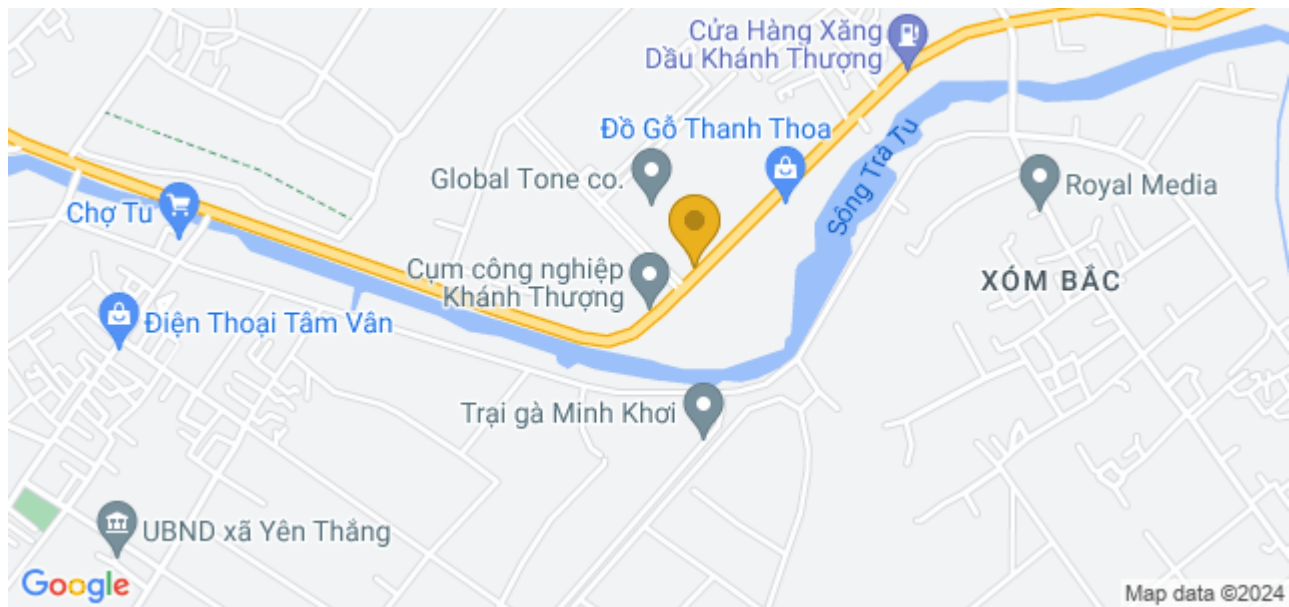 Cửa Hàng Xăng
Dầu Khánh Thượng
Đồ Gỗ Thanh Thoa
Sông Trà Tu
Global Tone co.
Royal Media
Chợ Tu
Cụm công nghiệp
Khánh Thượng
XÓM BẮC
Điện Thoại Tâm Vân
Trại gà Minh Khơi
UBND xã Yên Thắng
Google
Map data ©2024